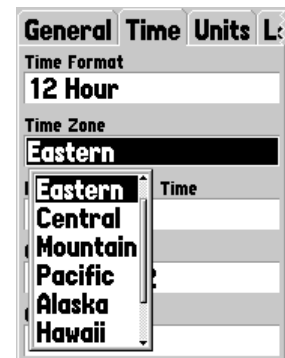 General Time Units
Time Format
12 Hour
Time Zone
Eastern
Eastern
Time
Central
Mountain
Pacific
Alaska
Hawaii